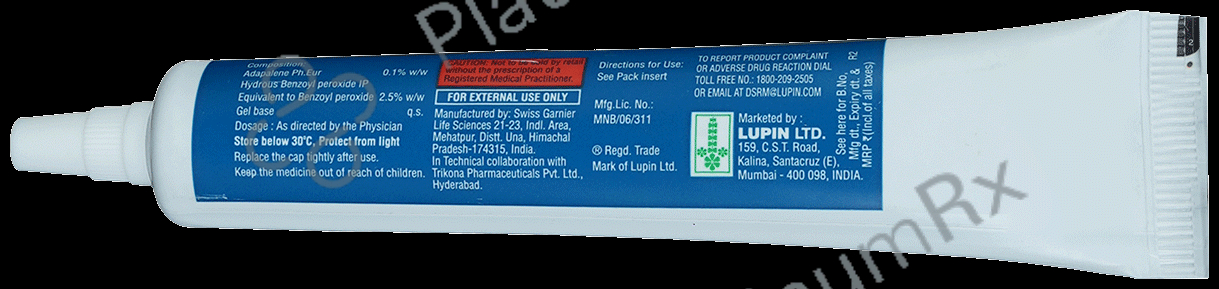 Composition:
Adapalene Ph.Eur 0.1% w/w
Hydrous Benzoyl peroxide IP
Equivalent to Benzoyl peroxide 2.5% w/w
Gel base q.s.
Dosage : As directed by the Physician
Store below 30°C, Protect from light
Replace the cap tightly after use.
Keep the medicine out of reach of children.
CAUTION: Not to be sold by retail
without the prescription of a
Registered Medical Practitioner.
FOR EXTERNAL USE ONLY
Manufactured by: Swiss Garnier
Life Sciences 21-23, Indl. Area,
Mehatpur, Distt. Una, Himachal
Pradesh-174315, India.
In Technical collaboration with
Trikona Pharmaceuticals Pvt. Ltd.,
Hyderabad.
Directions for Use:
See Pack insert
Mfg.Lic. No.:
MNB/06/311
® Regd. Trade
Mark of Lupin Ltd.
TO REPORT PRODUCT COMPLAINT
OR ADVERSE DRUG REACTION DIAL
TOLL FREE NO.: 1800-209-2505
OR EMAIL AT DSRM@LUPIN.COM
Marketed by :
LUPIN LTD.
159, C.S.T. Road,
Kalina, Santacruz (E),
Mumbai - 400 098, INDIA.
See here for B.No.
Mfg dt., Expiry dt. & R2
MRP ₹(Incl.of all taxes)
Plat
umRx